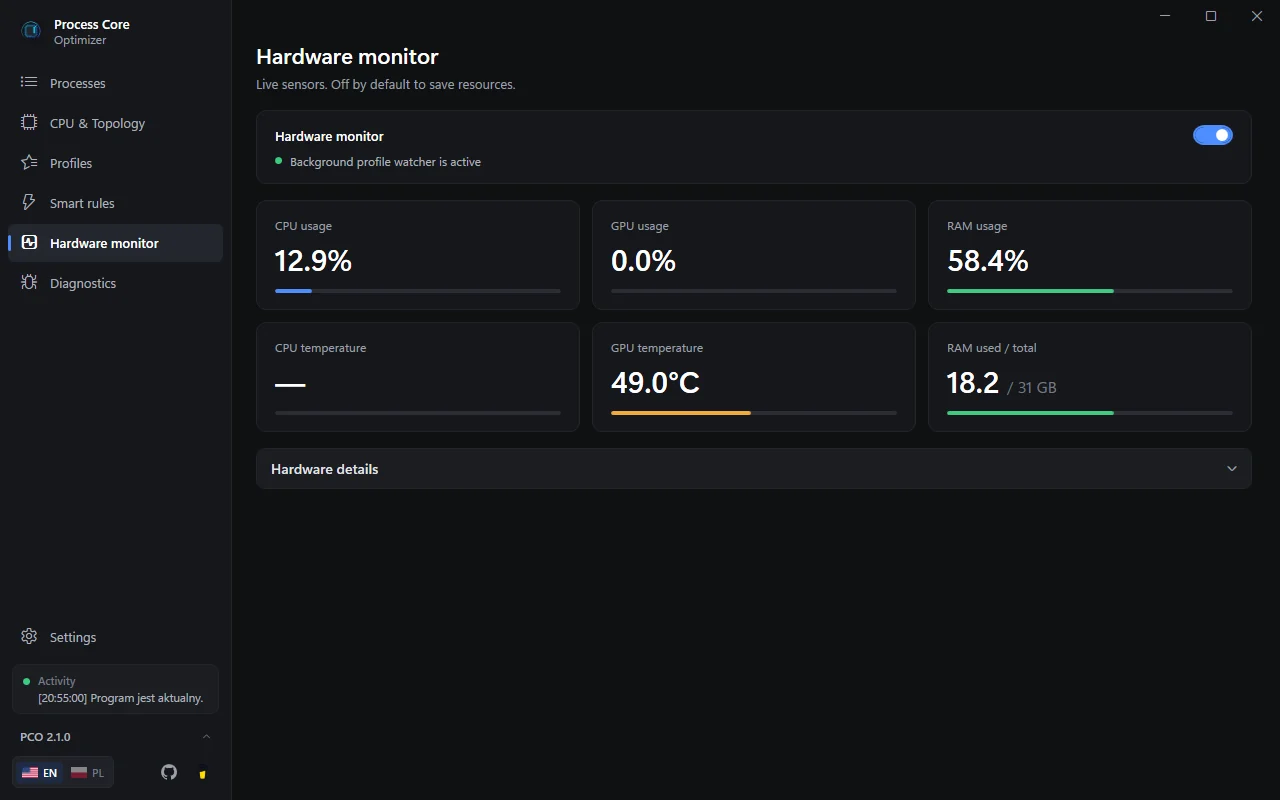 Process Core
Optimizer
Processes
CPU & Topology
Profiles
Smart rules
Hardware monitor
Diagnostics
Settings
Activity
[20:55:00] Program jest aktualny.
PCO 2.1.0
EN
PL
Hardware monitor
Live sensors. Off by default to save resources.
Hardware monitor
Background profile watcher is active
CPU usage
12.9%
GPU usage
0.0%
RAM usage
58.4%
CPU temperature
—
GPU temperature
49.0°C
RAM used / total
18.2 / 31 GB
Hardware details